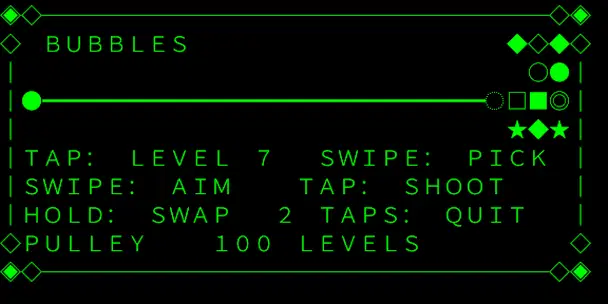 BUBBLES
TAP: LEVEL 7 SWIPE: PICK
SWIPE: AIM TAP: SHOOT
HOLD: SWAP 2 TAPS: QUIT
PULLEY 100 LEVELS